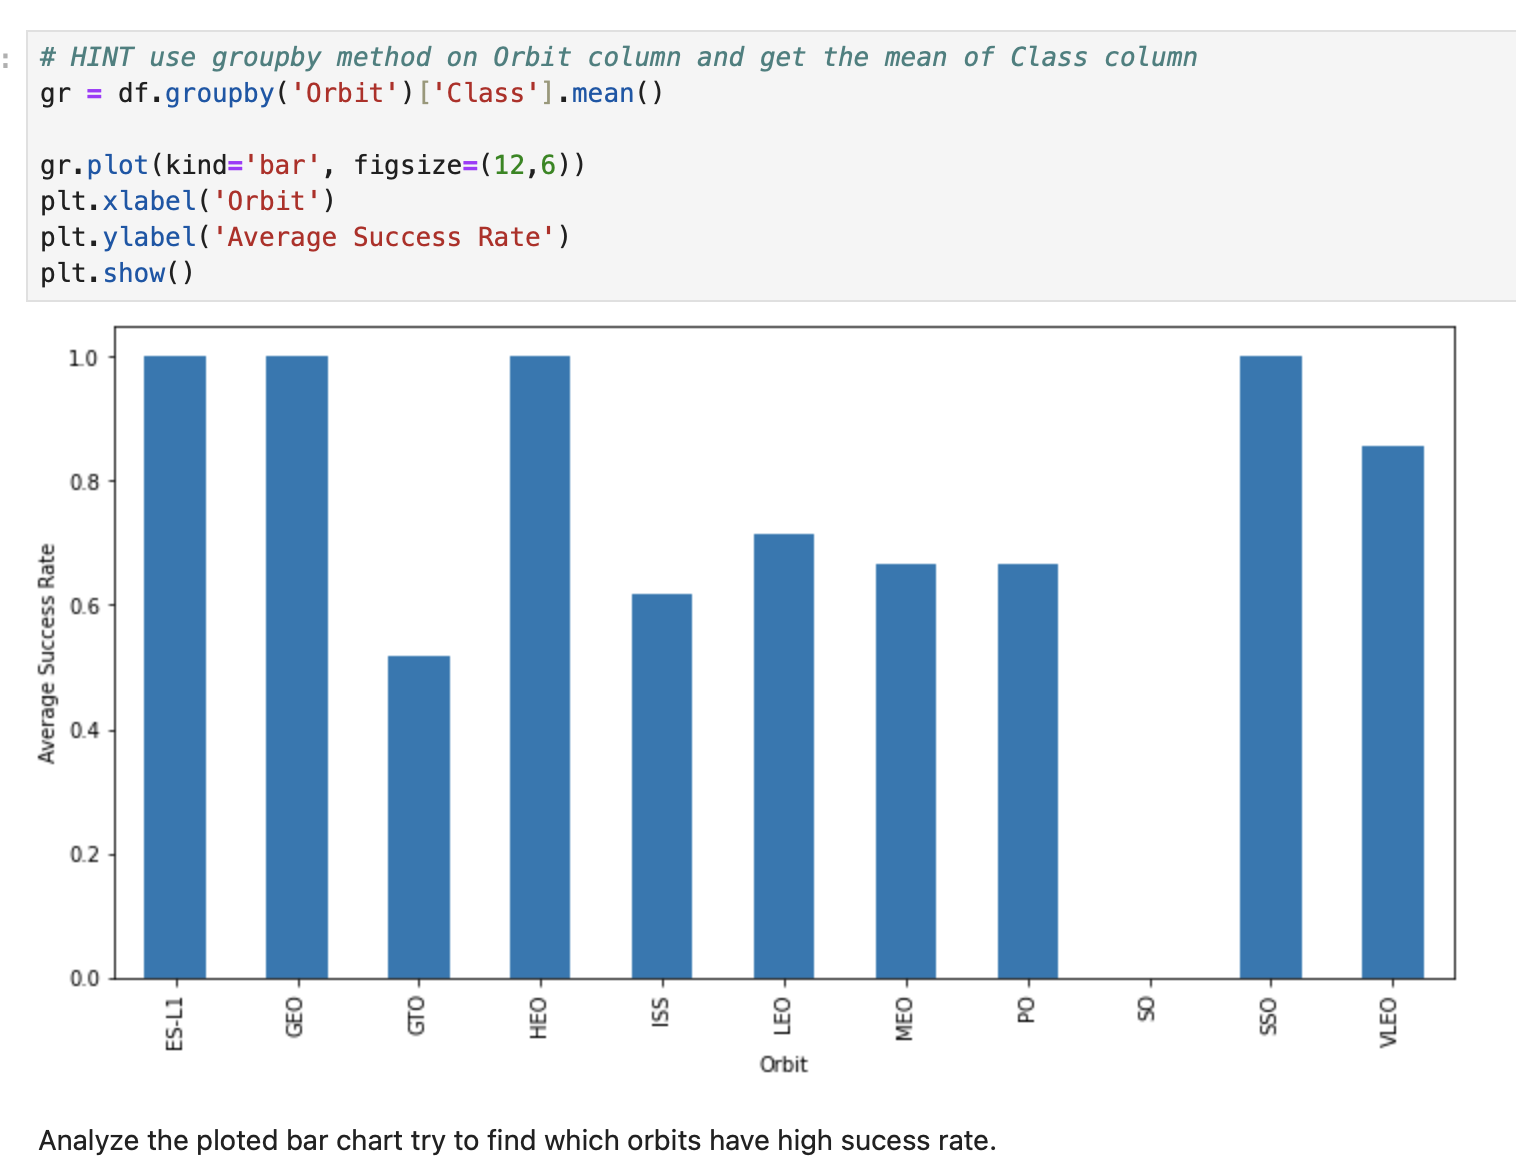 :
# HINT use groupby method on Orbit column and get the mean of Class column
gr = df.groupby('Orbit')['Class'].mean()
gr.plot(kind='bar', figsize=(12,6))
plt.xlabel('Orbit')
plt.ylabel('Average Success Rate')
plt.show()
1.0
0.8
0.6
0.4
0.2
0.0
Average Success Rate
ES-L1
GEO
GTO
HEO
ISS
LEO
MEO
PO
SO
SSO
VLEO
Orbit
Analyze the ploted bar chart try to find which orbits have high sucess rate.